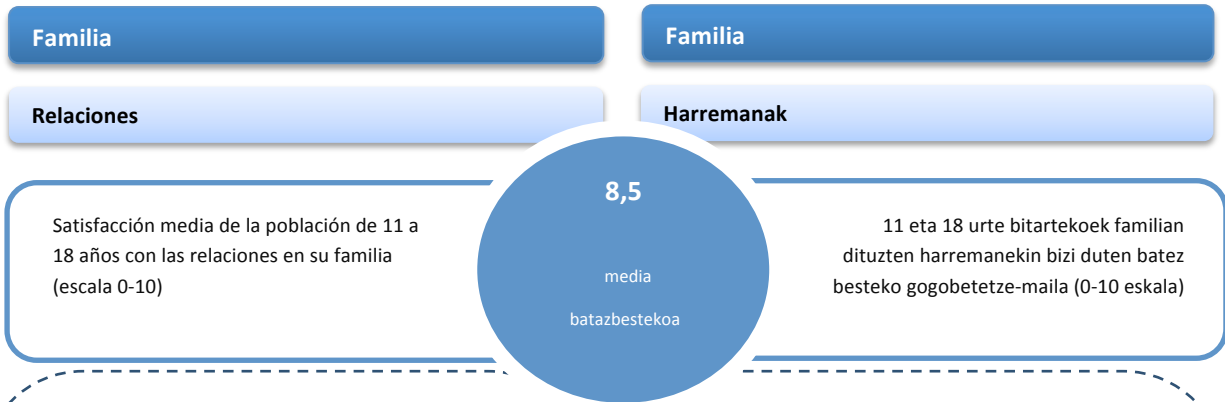 Familia
Familia
Relaciones
Harremanak
Satisfacción media de la población de 11 a
18 años con las relaciones en su familia
(escala 0-10)
8,5
media
batazbestekoa
11 eta 18 urte bitartekoek familian
dituzten harremanekin bizi duten batez
besteko gogobetetze-maila (0-10 eskala)